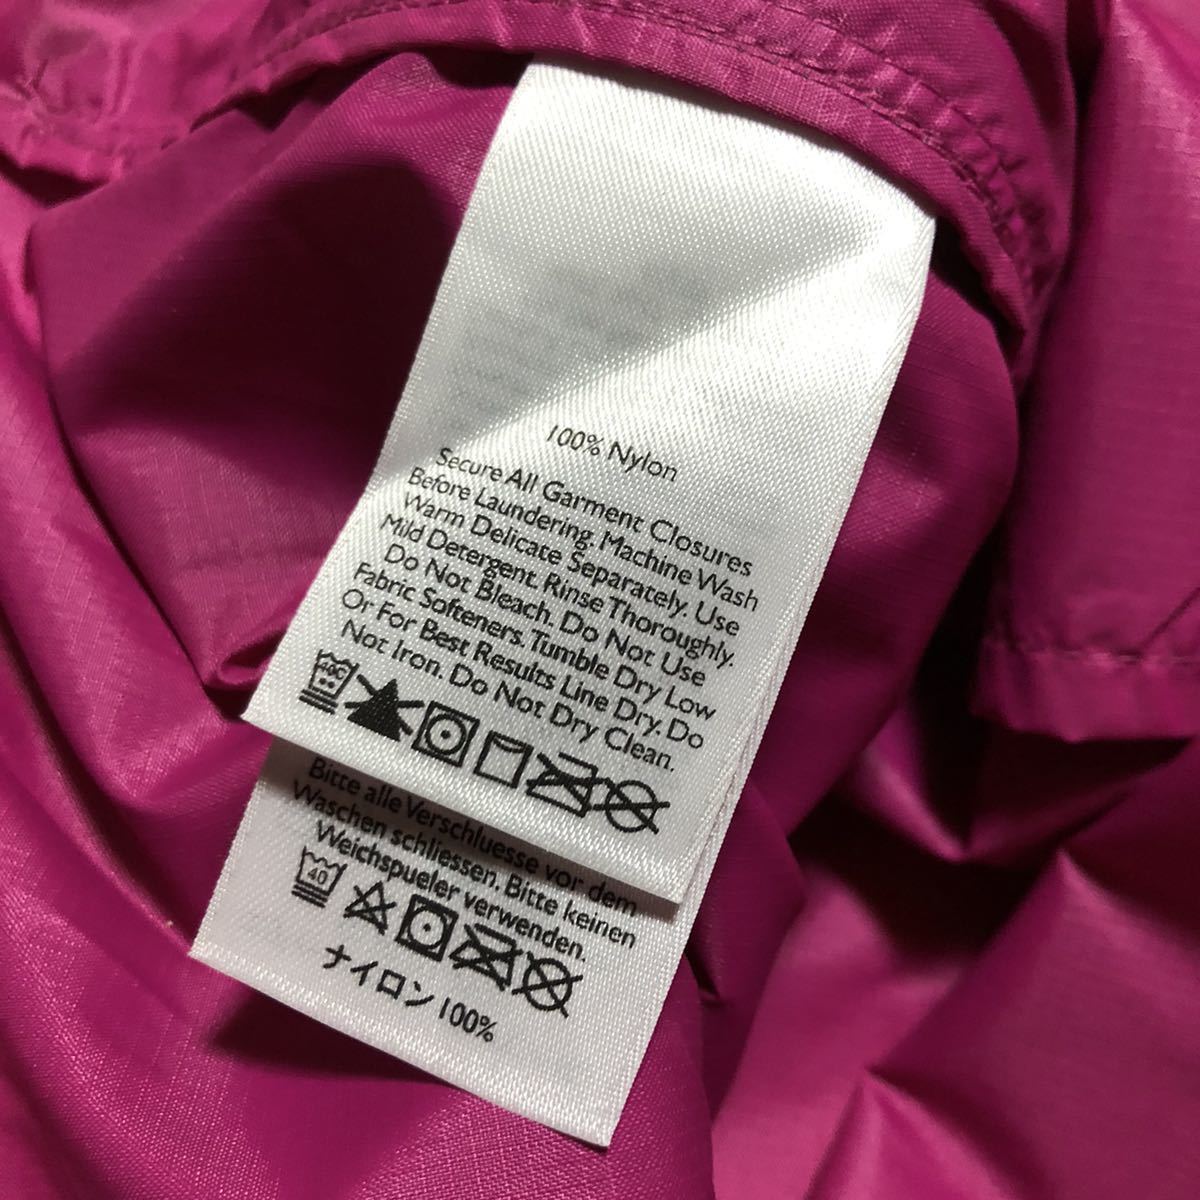 100% Nylon
Secure All Garment Closures
Before Laundering. Machine Wash
Warm Delicate Separately. Use
Mild Detergent. Rinse Thoroughly.
Do Not Bleach. Do Not Use
Fabric Softeners. Tumble Dry Low
Or For Best Results Line Dry. Do
Not Iron. Do Not Dry Clean.
40C
Bitte alle Verschluesse vor dem
Waschen schliessen. Bitte keinen
Weichspueler verwenden.
40
ナイロン 100%